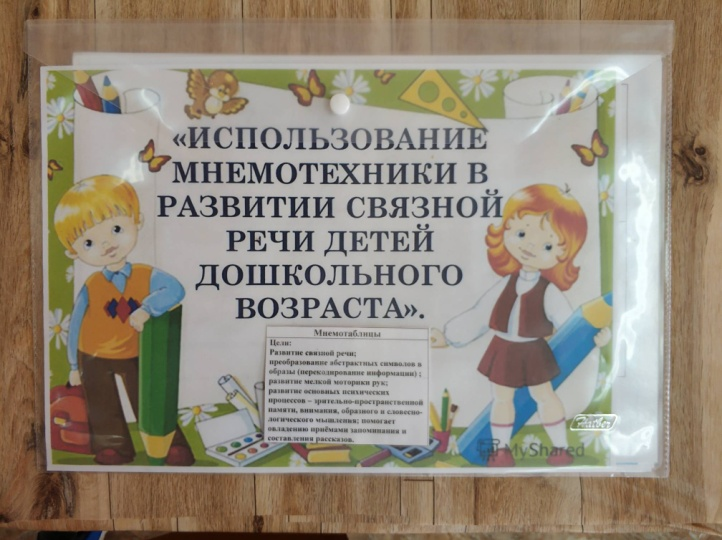 «ИСПОЛЬЗОВАНИЕ
МНЕМОТЕХНИКИ В
РАЗВИТИИ СВЯЗНОЙ
РЕЧИ ДЕТЕЙ
ДОШКОЛЬНОГО
ВОЗРАСТА».
Мнемотаблицы
Цели:
Развитие связной речи;
преобразование абстрактных символов в
образы (перекодирование информации) ;
развитие мелкой моторики рук;
развитие основных психических
процессов – зрительно-пространственной
памяти, внимания, образного и словесно-
логического мышления; помогает
овладению приёмами запоминания и
составления рассказов.
MyShared